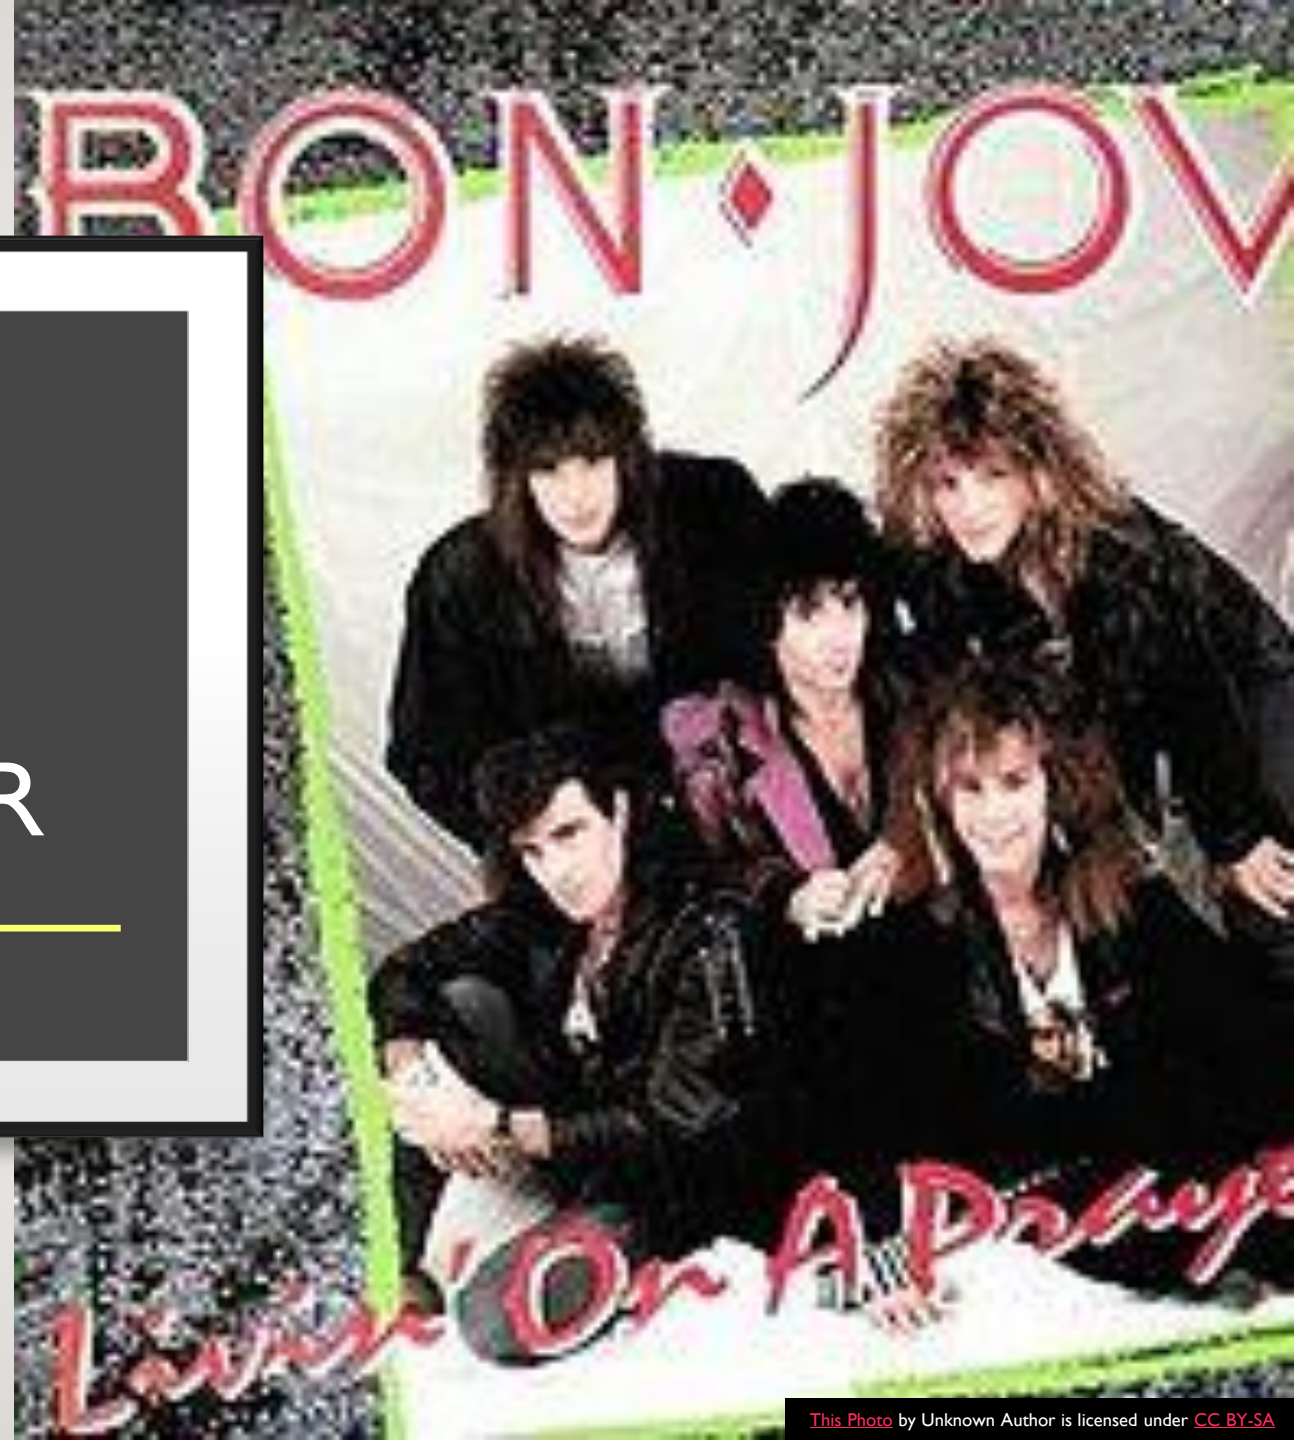 BON JOV
R
Livin' On A Praye
This Photo by Unknown Author is licensed under CC BY-SA